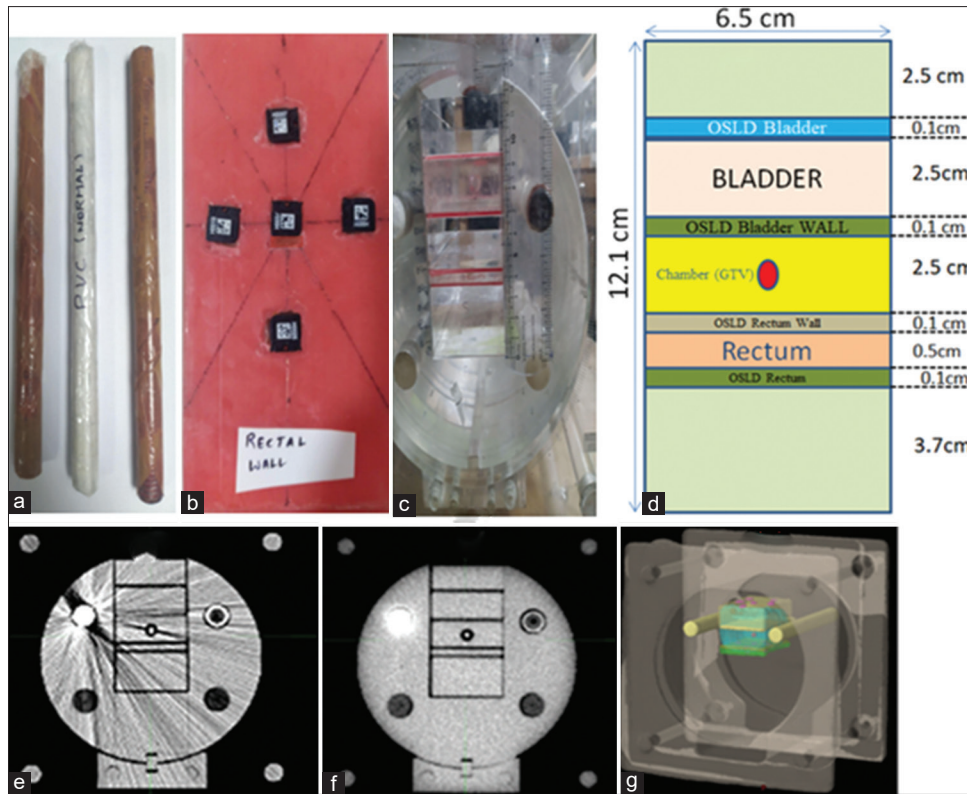 a
P.V.C (NORMAL)
b
RECTAL
WALL
c
6.5 cm
12.1 cm
2.5 cm
OSLD Bladder
0.1cm
BLADDER
2.5cm
OSLD Bladder WALL
0.1 cm
Chamber (GTV)
2.5 cm
OSLD Rectum Wall
0.1 cm
Rectum
0.5cm
OSLD Rectum
0.1cm
3.7cm
d
e
f
g